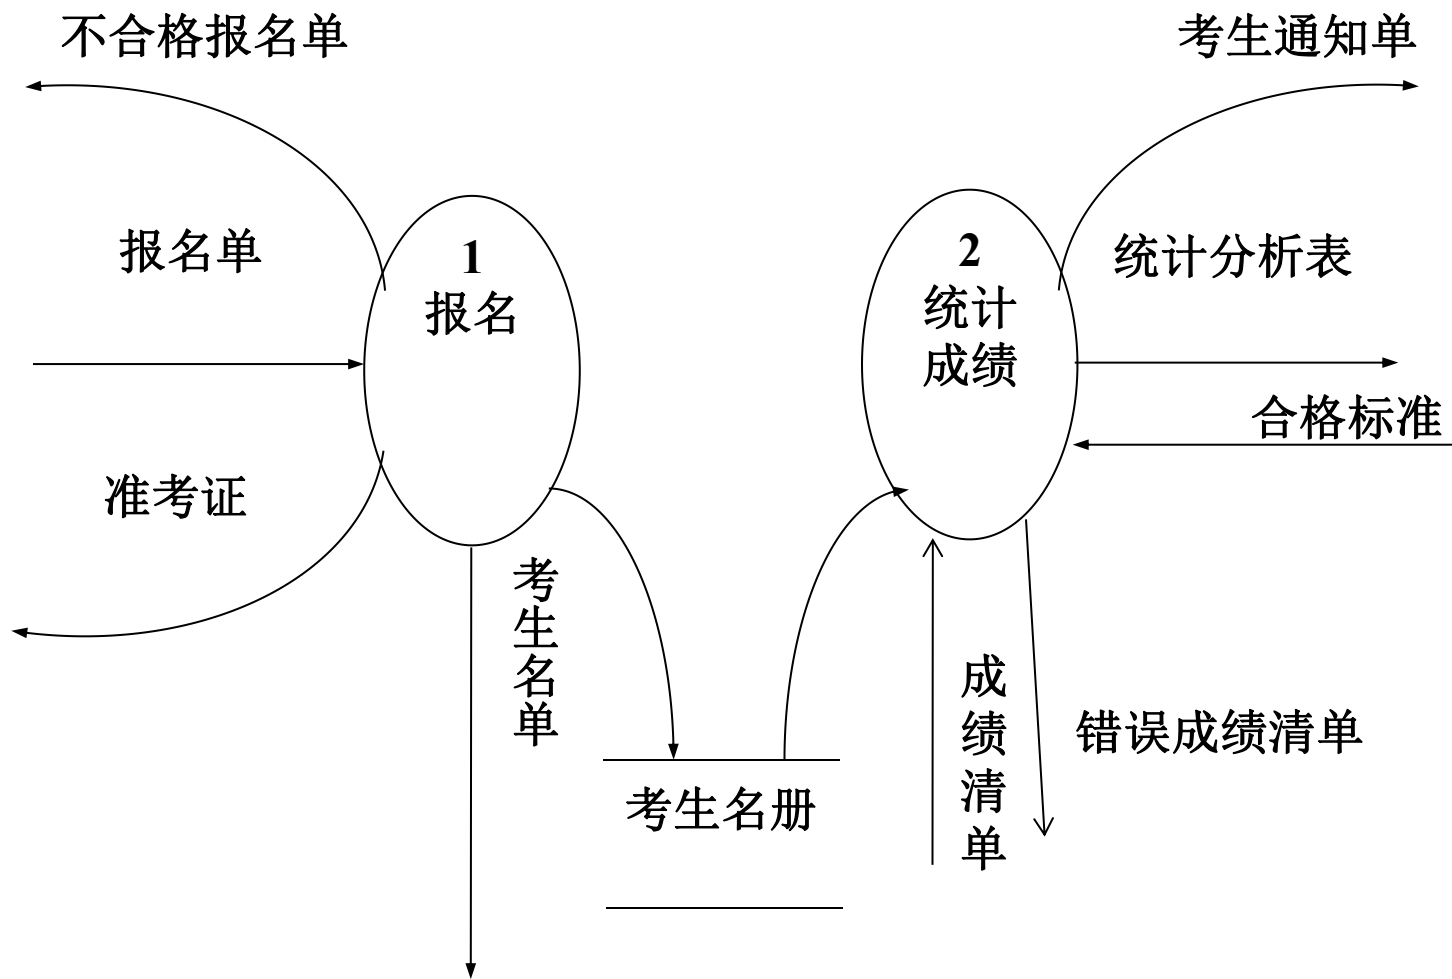 不合格报名单
考生通知单
报名单
1
报名
2
统计
成绩
统计分析表
合格标准
准考证
考生名单
成绩清单
错误成绩清单
考生名册